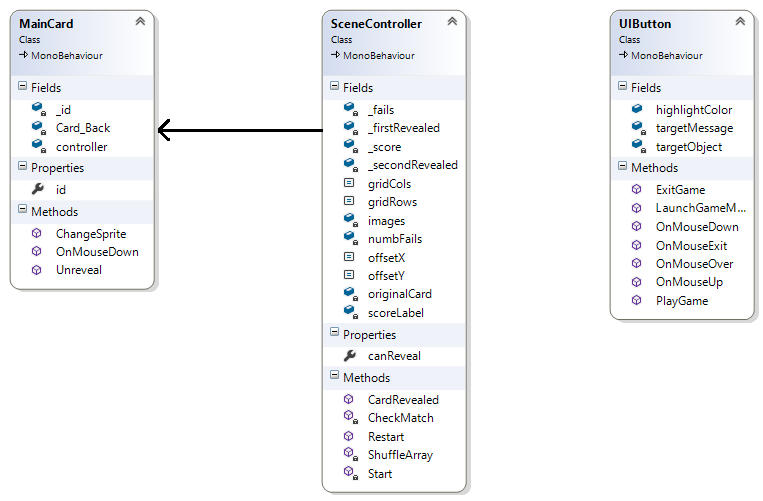 MainCard
Class
MonoBehaviour
Fields
_id
Card_Back
controller
Properties
id
Methods
ChangeSprite
OnMouseDown
Unreveal
SceneController
Class
MonoBehaviour
Fields
_fails
_firstRevealed
_score
_secondRevealed
gridCols
gridRows
images
numbFails
offsetX
offsetY
originalCard
scoreLabel
Properties
canReveal
Methods
CardRevealed
CheckMatch
Restart
ShuffleArray
Start
UIButton
Class
MonoBehaviour
Fields
highlightColor
targetMessage
targetObject
Methods
ExitGame
LaunchGameM...
OnMouseDown
OnMouseExit
OnMouseOver
OnMouseUp
PlayGame